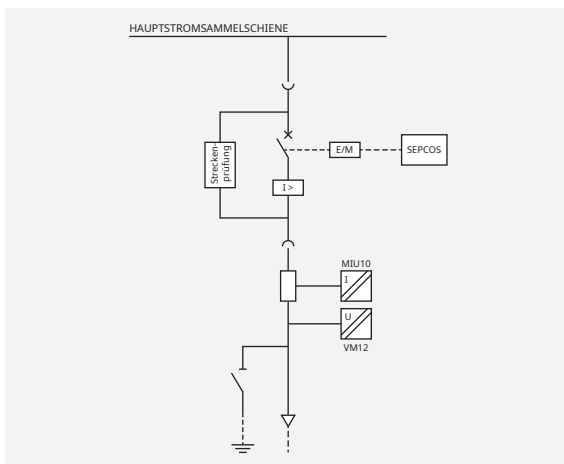 HAUPTSTROMSAMMELSCHIENE
Strecken-
prüfung
E/M
SEPCOS
I >
MIU10
I
U
VM12